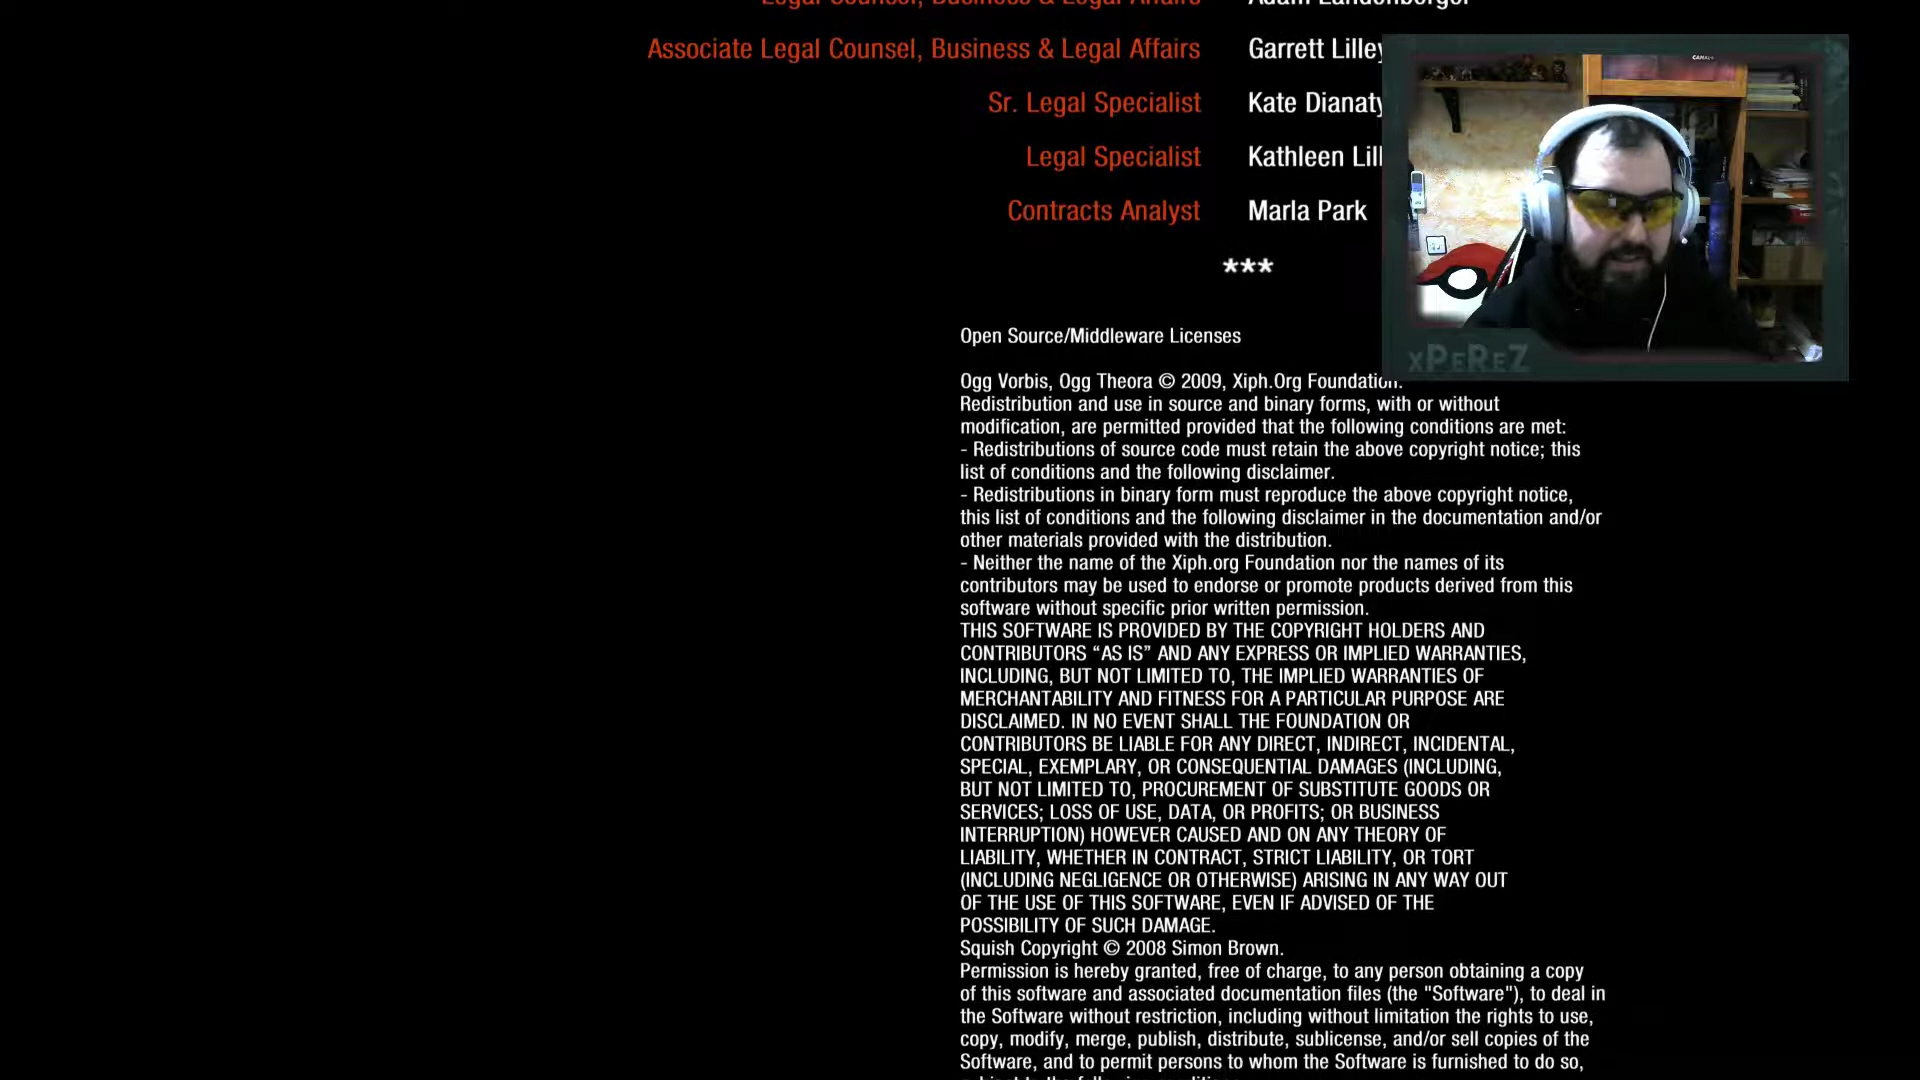 Legal Counsel, Business & Legal Affairs Adam Landenberger
Associate Legal Counsel, Business & Legal Affairs Garrett Lilley
Sr. Legal Specialist Kate Dianaty
Legal Specialist Kathleen Lill
Contracts Analyst Marla Park
***
CANAL+
xPeReZ
Open Source/Middleware Licenses
Ogg Vorbis, Ogg Theora © 2009, Xiph.Org Foundation.
Redistribution and use in source and binary forms, with or without
modification, are permitted provided that the following conditions are met:
- Redistributions of source code must retain the above copyright notice; this
list of conditions and the following disclaimer.
- Redistributions in binary form must reproduce the above copyright notice,
this list of conditions and the following disclaimer in the documentation and/or
other materials provided with the distribution.
- Neither the name of the Xiph.org Foundation nor the names of its
contributors may be used to endorse or promote products derived from this
software without specific prior written permission.
THIS SOFTWARE IS PROVIDED BY THE COPYRIGHT HOLDERS AND
CONTRIBUTORS “AS IS” AND ANY EXPRESS OR IMPLIED WARRANTIES,
INCLUDING, BUT NOT LIMITED TO, THE IMPLIED WARRANTIES OF
MERCHANTABILITY AND FITNESS FOR A PARTICULAR PURPOSE ARE
DISCLAIMED. IN NO EVENT SHALL THE FOUNDATION OR
CONTRIBUTORS BE LIABLE FOR ANY DIRECT, INDIRECT, INCIDENTAL,
SPECIAL, EXEMPLARY, OR CONSEQUENTIAL DAMAGES (INCLUDING,
BUT NOT LIMITED TO, PROCUREMENT OF SUBSTITUTE GOODS OR
SERVICES; LOSS OF USE, DATA, OR PROFITS; OR BUSINESS
INTERRUPTION) HOWEVER CAUSED AND ON ANY THEORY OF
LIABILITY, WHETHER IN CONTRACT, STRICT LIABILITY, OR TORT
(INCLUDING NEGLIGENCE OR OTHERWISE) ARISING IN ANY WAY OUT
OF THE USE OF THIS SOFTWARE, EVEN IF ADVISED OF THE
POSSIBILITY OF SUCH DAMAGE.
Squish Copyright © 2008 Simon Brown.
Permission is hereby granted, free of charge, to any person obtaining a copy
of this software and associated documentation files (the "Software"), to deal in
the Software without restriction, including without limitation the rights to use,
copy, modify, merge, publish, distribute, sublicense, and/or sell copies of the
Software, and to permit persons to whom the Software is furnished to do so,